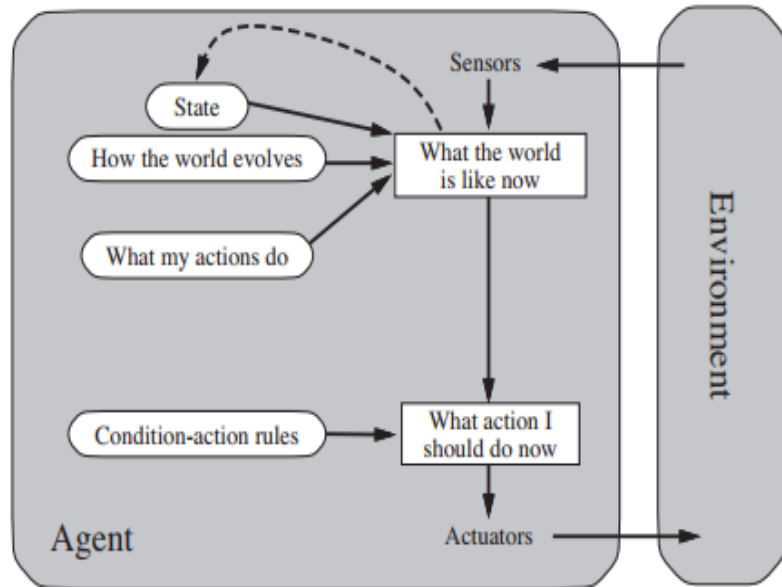 Sensors
State
How the world evolves
What the world
is like now
What my actions do
Condition-action rules
What action I
should do now
Agent
Actuators
Environment